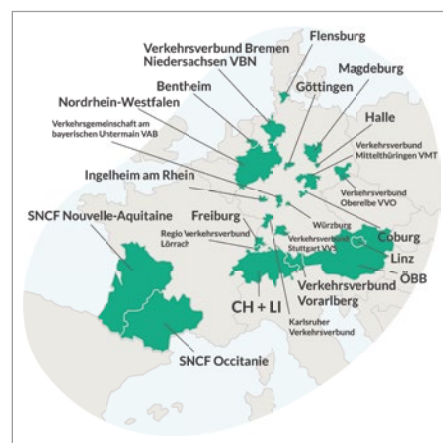 Flensburg
Verkehrsverbund Bremen
Niedersachsen VBN
Magdeburg
Bentheim
Göttingen
Nordrhein-Westfalen
Halle
Verkehrsgemeinschaft am
bayerischen Untermain VAB
Verkehrsverbund
Mittelthüringen VMT
Ingelheim am Rhein
Verkehrsverbund
Oberelbe VVO
SNCF Nouvelle-Aquitaine
Freiburg
Würzburg
Regio Verkehrsverbund
Lörrach
Verkehrsverbund
Stuttgart VVS
Coburg
Linz
ÖBB
Verkehrsverbund
Vorarlberg
CH + LI
Karlsruher
Verkehrsverbund
SNCF Occitanie